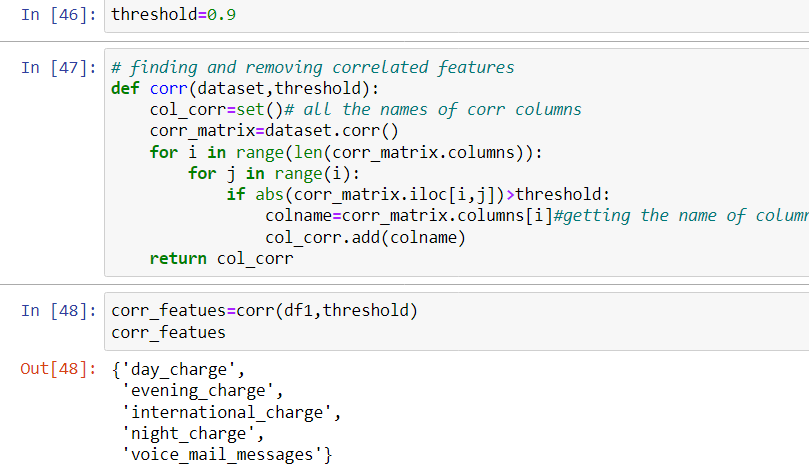 In [46]: threshold=0.9
In [47]: # finding and removing correlated features
def corr(dataset,threshold):
    col_corr=set()# all the names of corr columns
    corr_matrix=dataset.corr()
    for i in range(len(corr_matrix.columns)):
        for j in range(i):
            if abs(corr_matrix.iloc[i,j])>threshold:
                colname=corr_matrix.columns[i]#getting the name of
                col_corr.add(colname)
    return col_corr
In [48]: corr_featues=corr(df1,threshold)
corr_featues
Out[48]: {'day_charge',
 'evening_charge',
 'international_charge',
 'night_charge',
 'voice_mail_messages'}